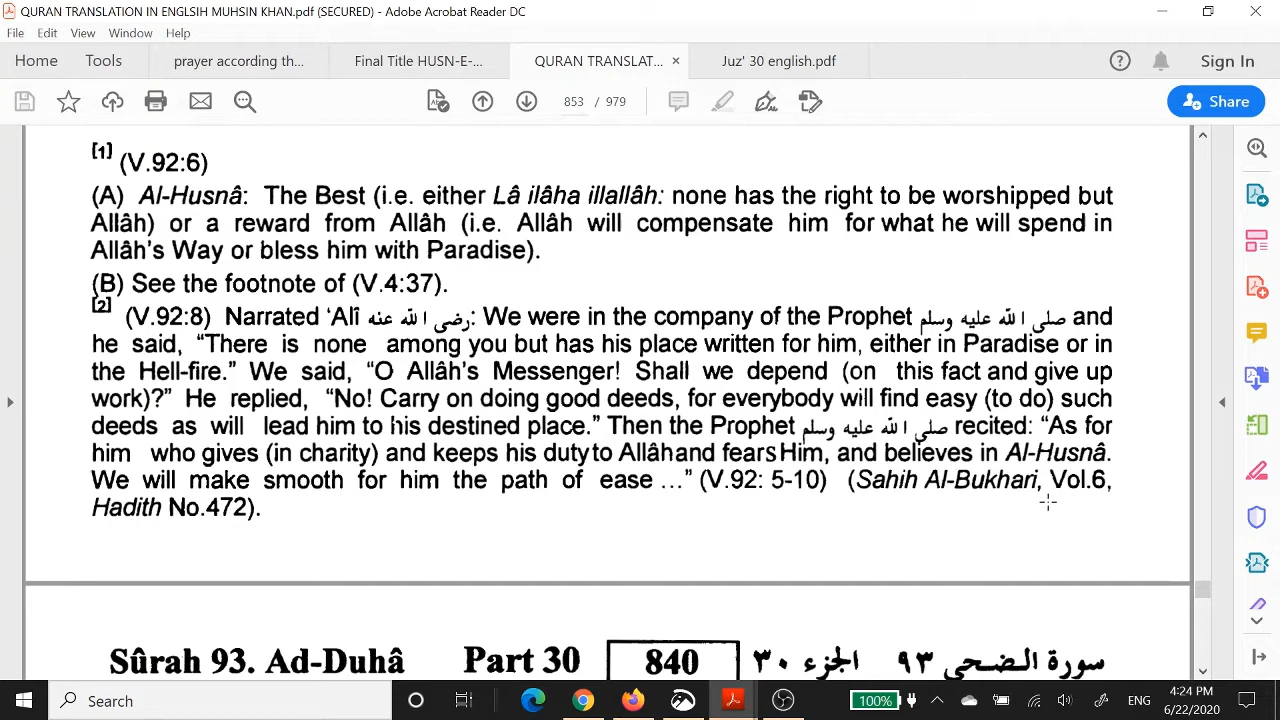 QURAN TRANSLATION IN ENGLSIH MUHSIN KHAN.pdf (SECURED) - Adobe Acrobat Reader DC
File Edit View Window Help
Home Tools prayer according th... Final Title HUSN-E-... QURAN TRANSLAT... × Juz' 30 english.pdf Sign In
853 / 979 Share
[1] (V.92:6)
(A) Al-Husnâ: The Best (i.e. either Lâ ilâha illallâh: none has the right to be worshipped but
Allâh) or a reward from Allâh (i.e. Allâh will compensate him for what he will spend in
Allâh's Way or bless him with Paradise).
(B) See the footnote of (V.4:37).
[2] (V.92:8) Narrated ‘Alî رضى الله عنه: We were in the company of the Prophet صلى الله عليه وسلم and
he said, “There is none among you but has his place written for him, either in Paradise or in
the Hell-fire.” We said, “O Allâh's Messenger! Shall we depend (on this fact and give up
work)?” He replied, “No! Carry on doing good deeds, for everybody will find easy (to do) such
deeds as will lead him to his destined place.” Then the Prophet صلى الله عليه وسلم recited: “As for
him who gives (in charity) and keeps his duty to Allâh and fears Him, and believes in Al-Husnâ.
We will make smooth for him the path of ease ...” (V.92: 5-10) (Sahih Al-Bukhari, Vol.6,
Hadith No.472).
Sûrah 93. Ad-Duhâ Part 30 840 الجزء ٣٠ سورة الضحى ٩٣
Search 100% ENG 4:24 PM
6/22/2020